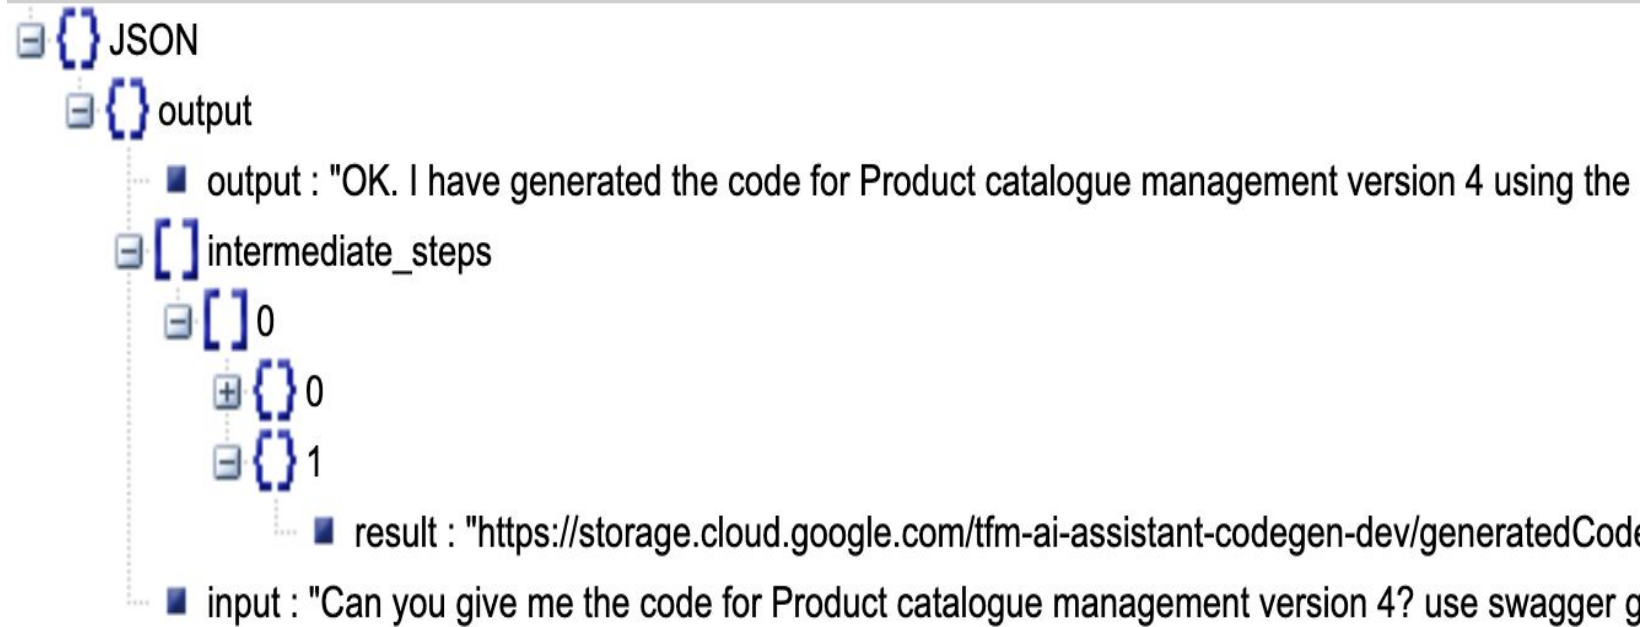 JSON
output
output : "OK. I have generated the code for Product catalogue management version 4 using the
intermediate_steps
0
0
1
result : "https://storage.cloud.google.com/tfm-ai-assistant-codegen-dev/generatedCode
input : "Can you give me the code for Product catalogue management version 4? use swagger g